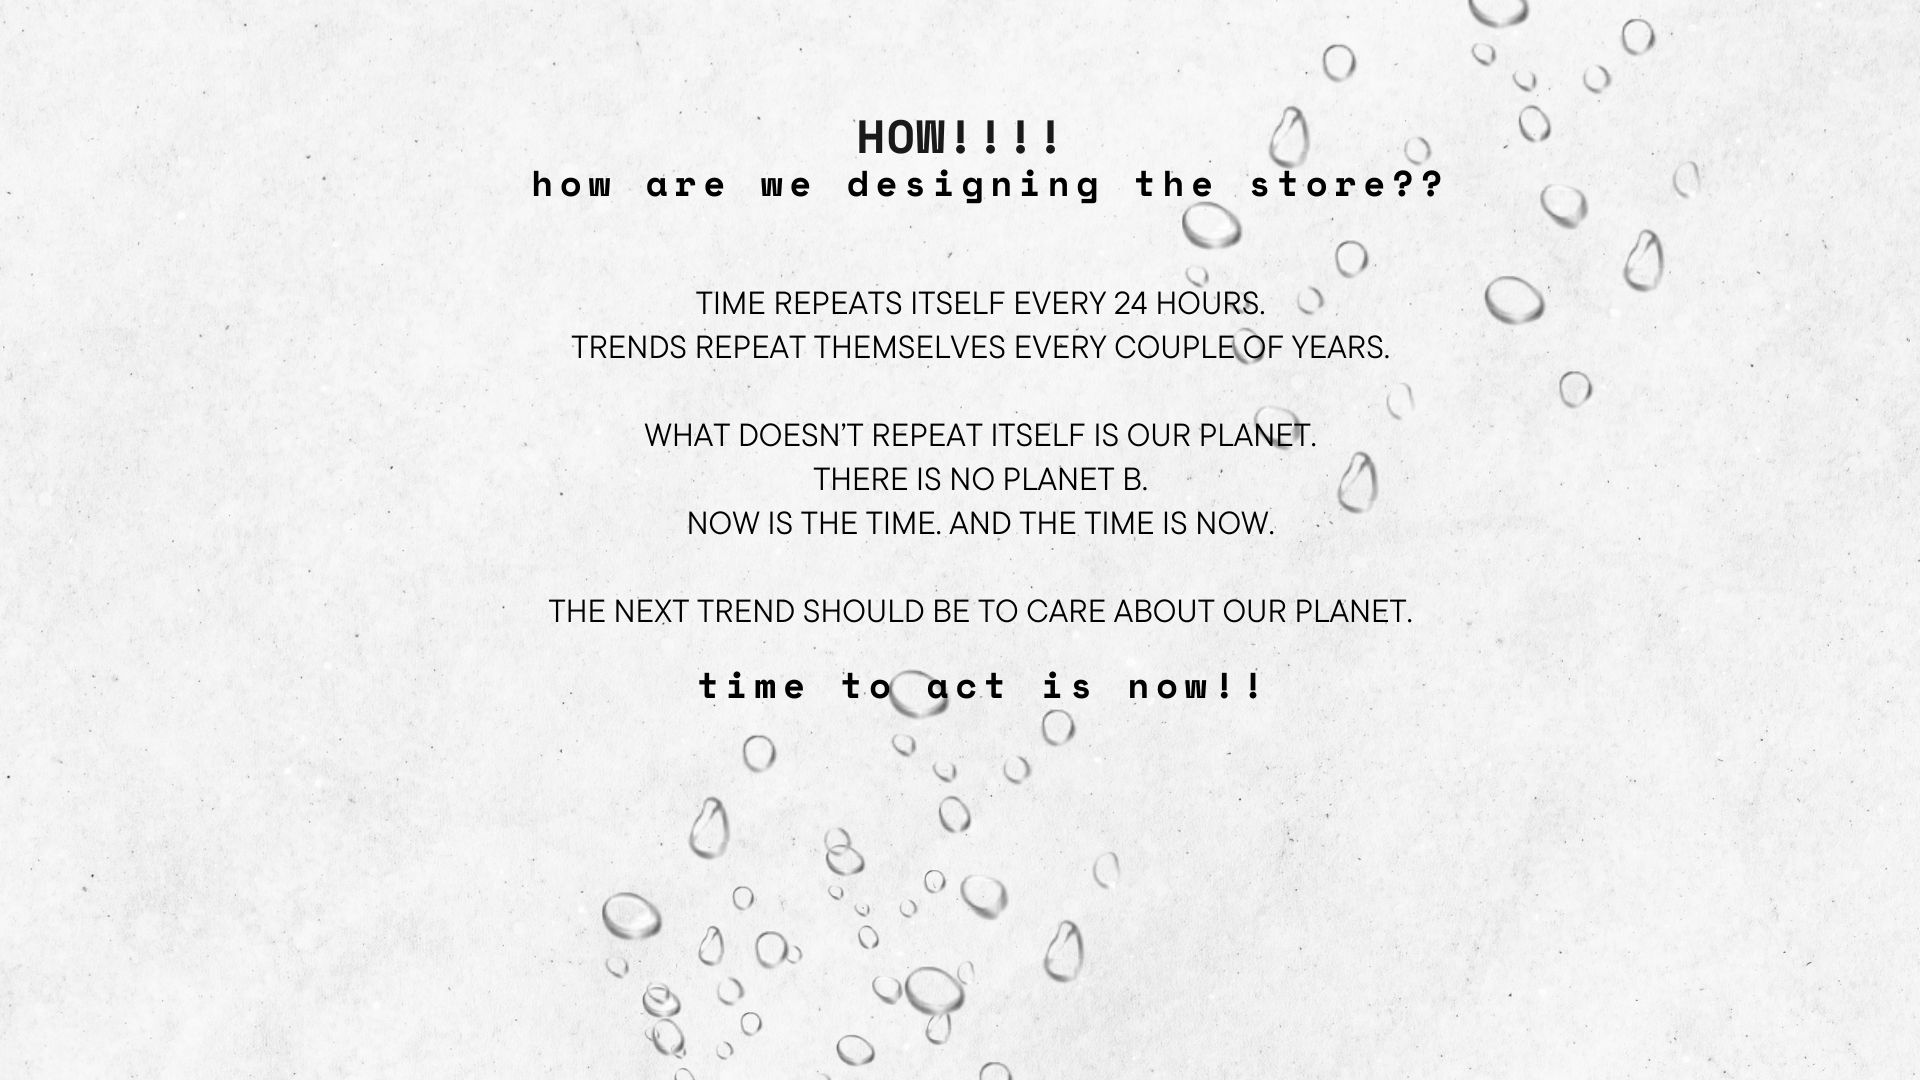 HOW!!!!
how are we designing the store??
TIME REPEATS ITSELF EVERY 24 HOURS.
TRENDS REPEAT THEMSELVES EVERY COUPLE OF YEARS.
WHAT DOESN’T REPEAT ITSELF IS OUR PLANET.
THERE IS NO PLANET B.
NOW IS THE TIME. AND THE TIME IS NOW.
THE NEXT TREND SHOULD BE TO CARE ABOUT OUR PLANET.
time to act is now!!